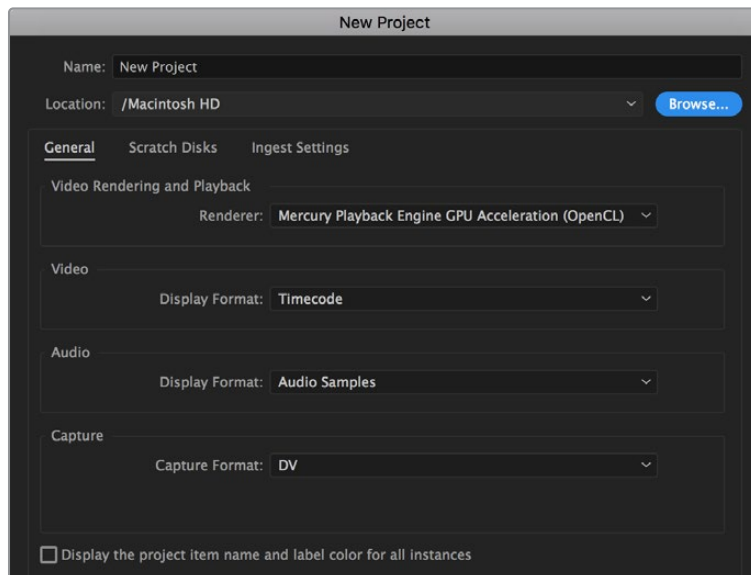 New Project
Name: New Project
Location: /Macintosh HD Browse...
General Scratch Disks Ingest Settings
Video Rendering and Playback
Renderer: Mercury Playback Engine GPU Acceleration (OpenCL)
Video
Display Format: Timecode
Audio
Display Format: Audio Samples
Capture
Capture Format: DV
Display the project item name and label color for all instances